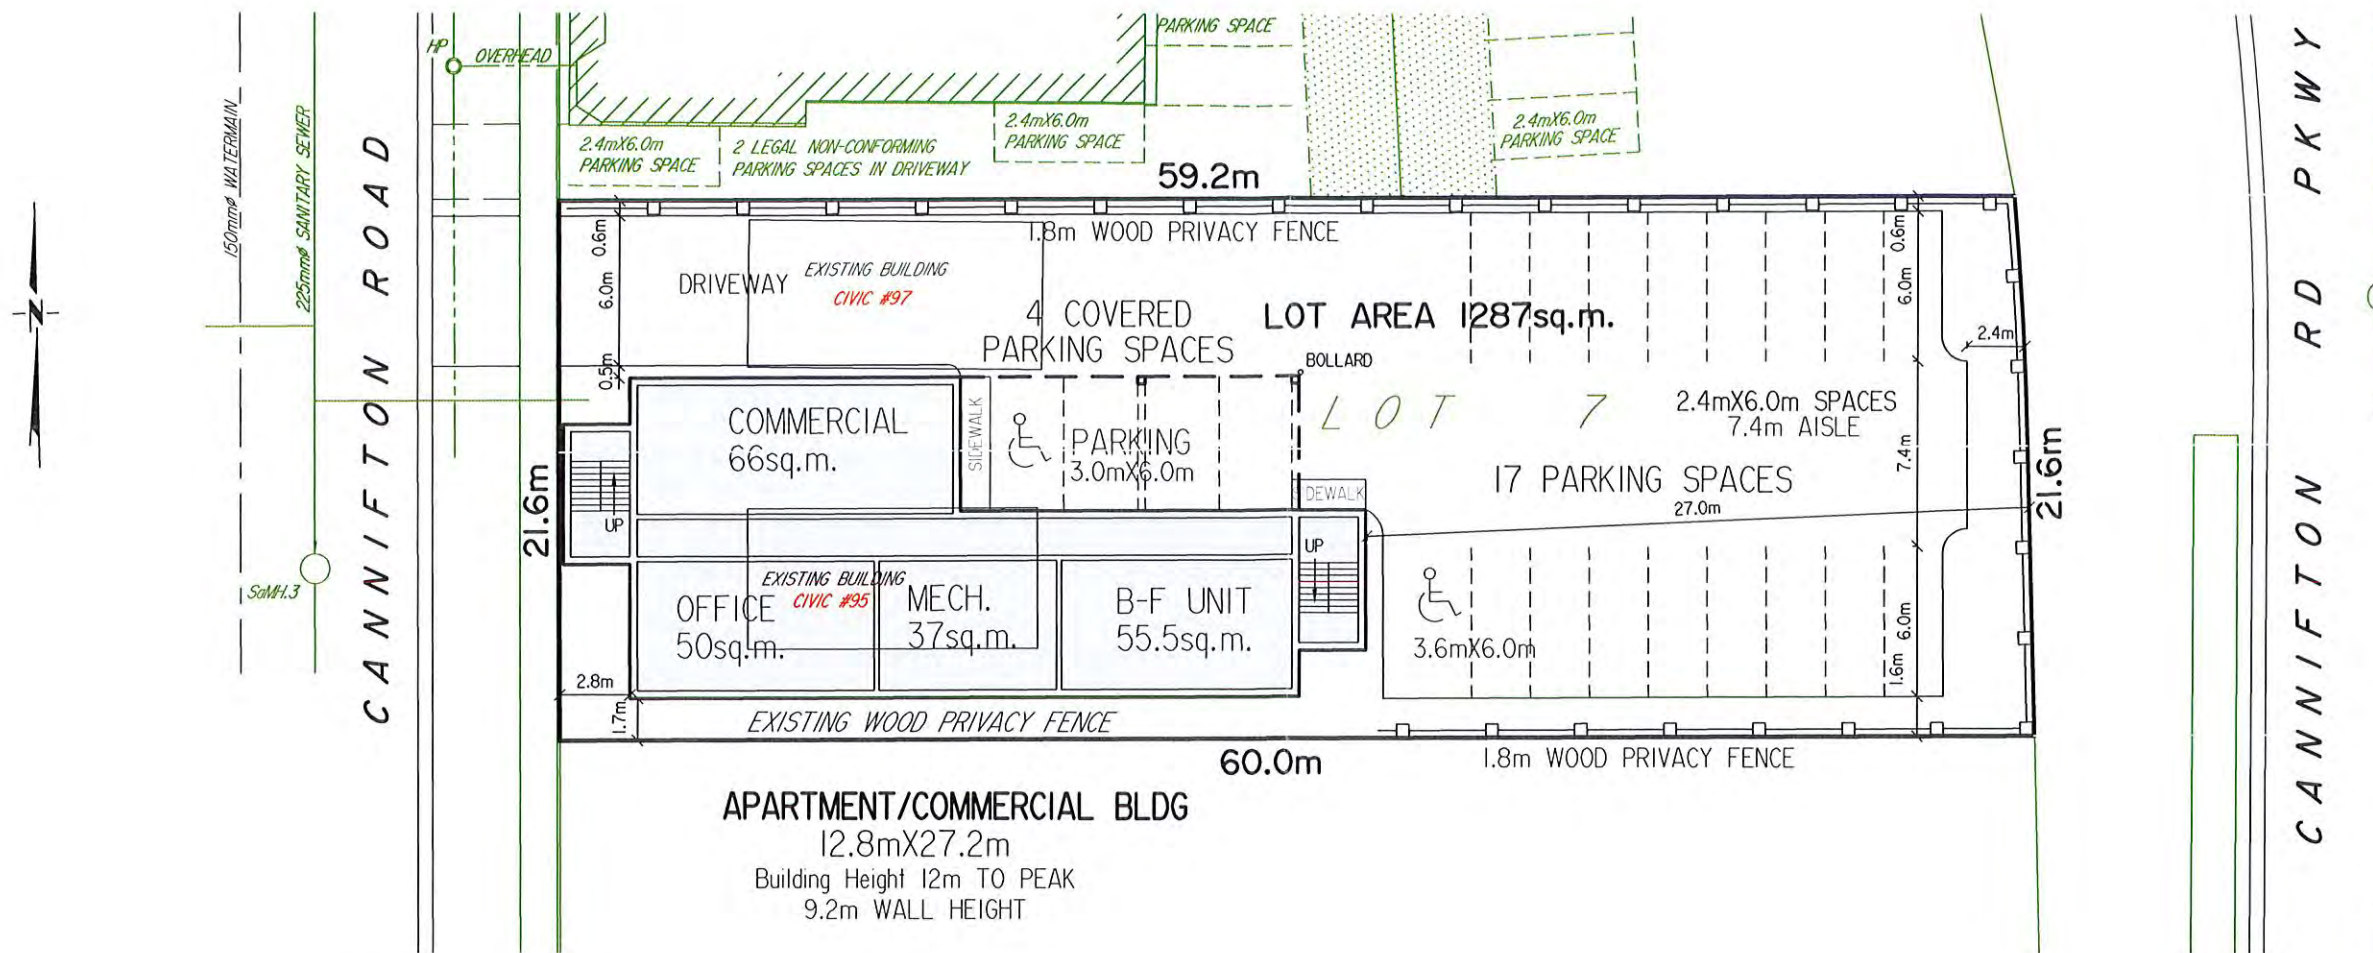 HP
OVERHEAD
PARKING SPACE
150mmø WATERMAIN
225mmø SANITARY SEWER
CANNIFTON ROAD
2.4mX6.0m
PARKING SPACE
2 LEGAL NON-CONFORMING
PARKING SPACES IN DRIVEWAY
2.4mX6.0m
PARKING SPACE
2.4mX6.0m
PARKING SPACE
59.2m
CANNIFTON RD PKWY
N
0.6m
6.0m
0.5m
1.8m WOOD PRIVACY FENCE
DRIVEWAY
EXISTING BUILDING
CIVIC #97
4 COVERED
PARKING SPACES
LOT AREA 1287sq.m.
0.6m
6.0m
2.4m
BOLLARD
LOT 7
2.4mX6.0m SPACES
7.4m AISLE
7.4m
COMMERCIAL
66sq.m.
SIDEWALK
PARKING
3.0mX6.0m
17 PARKING SPACES
SIDEWALK
27.0m
21.6m
21.6m
UP
UP
SaMH.3
EXISTING BUILDING
CIVIC #95
OFFICE
50sq.m.
MECH.
37sq.m.
B-F UNIT
55.5sq.m.
3.6mX6.0m
6.0m
1.6m
2.8m
1.7m
EXISTING WOOD PRIVACY FENCE
60.0m
1.8m WOOD PRIVACY FENCE
APARTMENT/COMMERCIAL BLDG
12.8mX27.2m
Building Height 12m TO PEAK
9.2m WALL HEIGHT